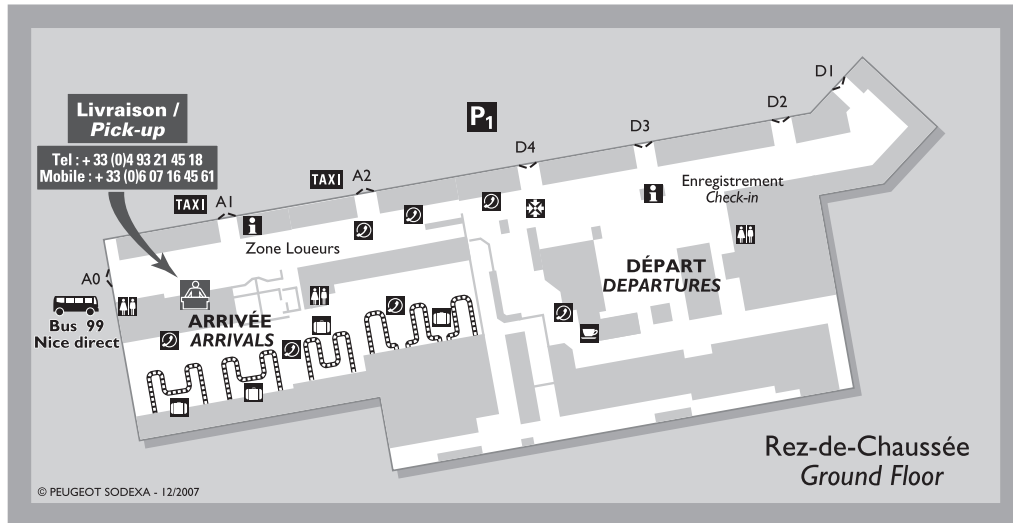 D1
D2
D3
D4
P1
Livraison /
Pick-up
Tel : + 33 (0)4 93 21 45 18
Mobile : + 33 (0)6 07 16 45 61
TAXI
A2
TAXI
A1
Enregistrement
Check-in
Zone Loueurs
A0
DÉPART
DEPARTURES
Bus 99
Nice direct
ARRIVÉE
ARRIVALS
Rez-de-Chaussée
Ground Floor
© PEUGEOT SODEXA - 12/2007